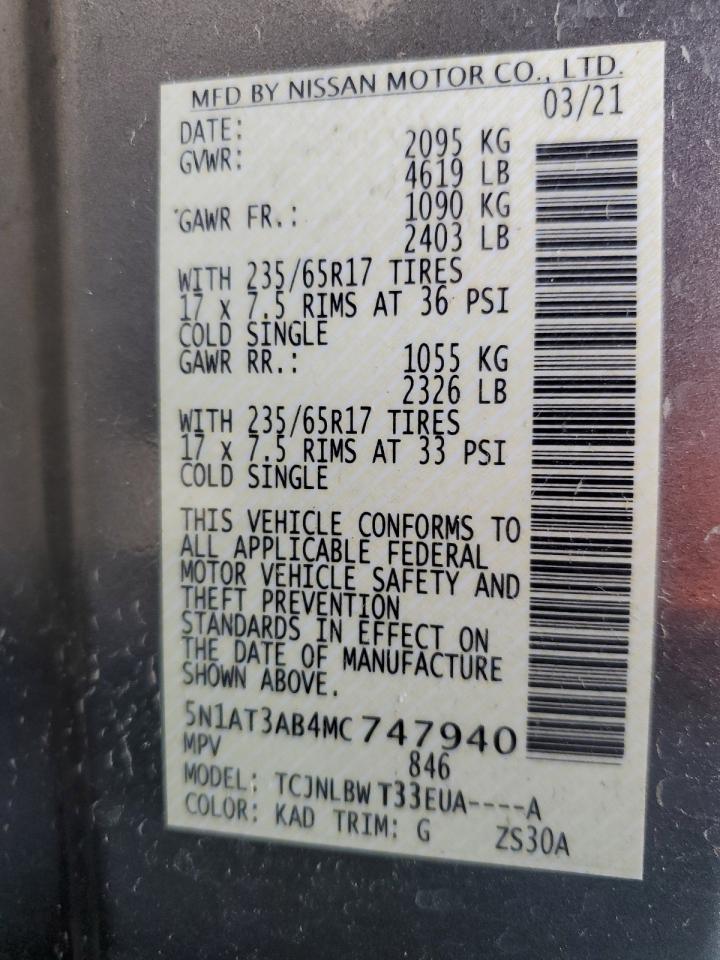 MFD BY NISSAN MOTOR CO., LTD.
DATE: 03/21
GVWR: 2095 KG
4619 LB
GAWR FR.: 1090 KG
2403 LB
WITH 235/65R17 TIRES
17 x 7.5 RIMS AT 36 PSI
COLD SINGLE
GAWR RR.: 1055 KG
2326 LB
WITH 235/65R17 TIRES
17 x 7.5 RIMS AT 33 PSI
COLD SINGLE
THIS VEHICLE CONFORMS TO
ALL APPLICABLE FEDERAL
MOTOR VEHICLE SAFETY AND
THEFT PREVENTION
STANDARDS IN EFFECT ON
THE DATE OF MANUFACTURE
SHOWN ABOVE.
5N1AT3AB4MC747940
MPV 846
MODEL: TCJNLBWT33EUA----A
COLOR: KAD TRIM: G ZS30A